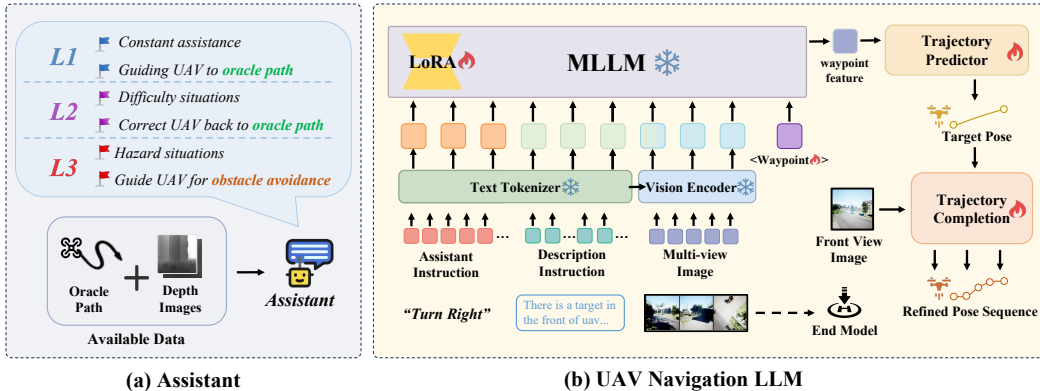 L1
Constant assistance
Guiding UAV to oracle path
L2
Difficulty situations
Correct UAV back to oracle path
L3
Hazard situations
Guide UAV for obstacle avoidance
Oracle
Path
Depth
Images
Assistant
Available Data
(a) Assistant
LoRA
MLLM
waypoint
feature
Trajectory
Predictor
Target Pose
<Waypoint >
Text Tokenizer
Vision Encoder
Trajectory
Completion
Front View
Image
...
...
Assistant
Instruction
Description
Instruction
Multi-view
Image
“Turn Right”
There is a target in
the front of uav...
End Model
Refined Pose Sequence
(b) UAV Navigation LLM